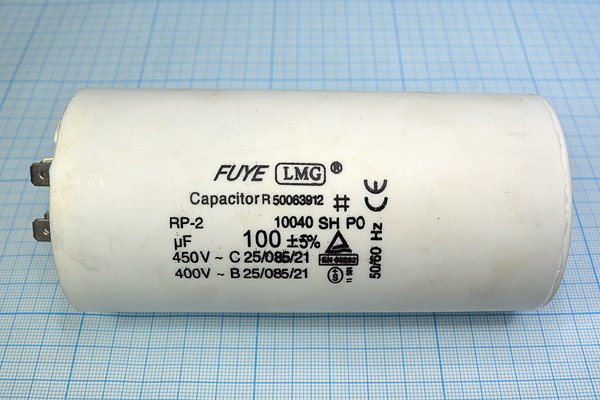 FUYE LMG ®
Capacitor R 50063912
RP-2 10040 SH P0
µF 100 ±5%
450V ~ C 25/085/21
400V ~ B 25/085/21
CE
50/60 Hz